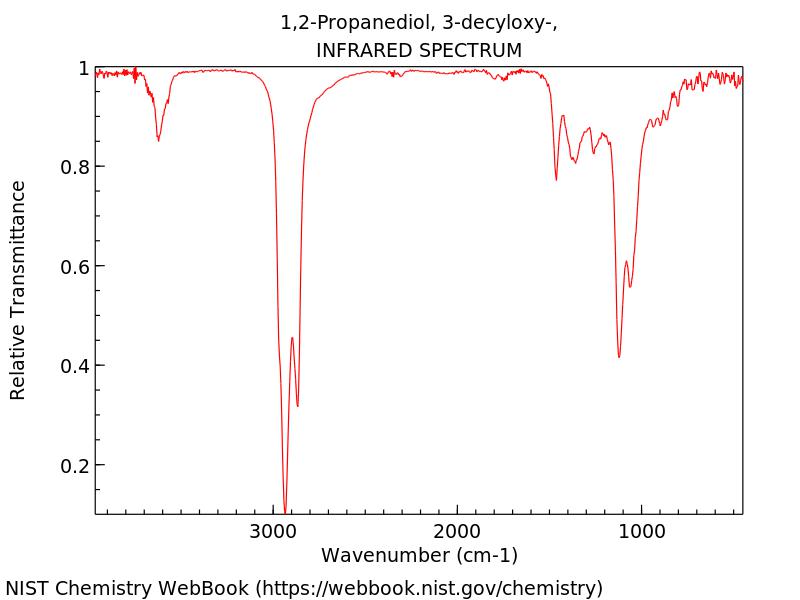 1,2-Propanediol, 3-decyloxy-,
INFRARED SPECTRUM
1
0.8
0.6
0.4
0.2
Relative Transmittance
3000 2000 1000
Wavenumber (cm-1)
NIST Chemistry WebBook (https://webbook.nist.gov/chemistry)